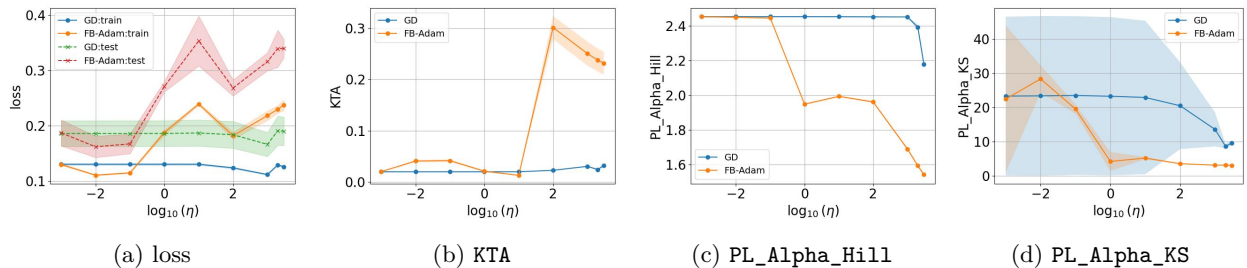 0.4
0.3
0.2
0.1
loss
GD:train
FB-Adam:train
GD:test
FB-Adam:test
−2
0
2
log10 (η)
(a) loss
0.3
0.2
0.1
0.0
KTA
GD
FB-Adam
−2
0
2
log10 (η)
(b) KTA
2.4
2.2
2.0
1.8
1.6
PL_Alpha_Hill
GD
FB-Adam
−2
0
2
log10 (η)
(c) PL_Alpha_Hill
40
30
20
10
0
PL_Alpha_KS
GD
FB-Adam
−2
0
2
log10 (η)
(d) PL_Alpha_KS